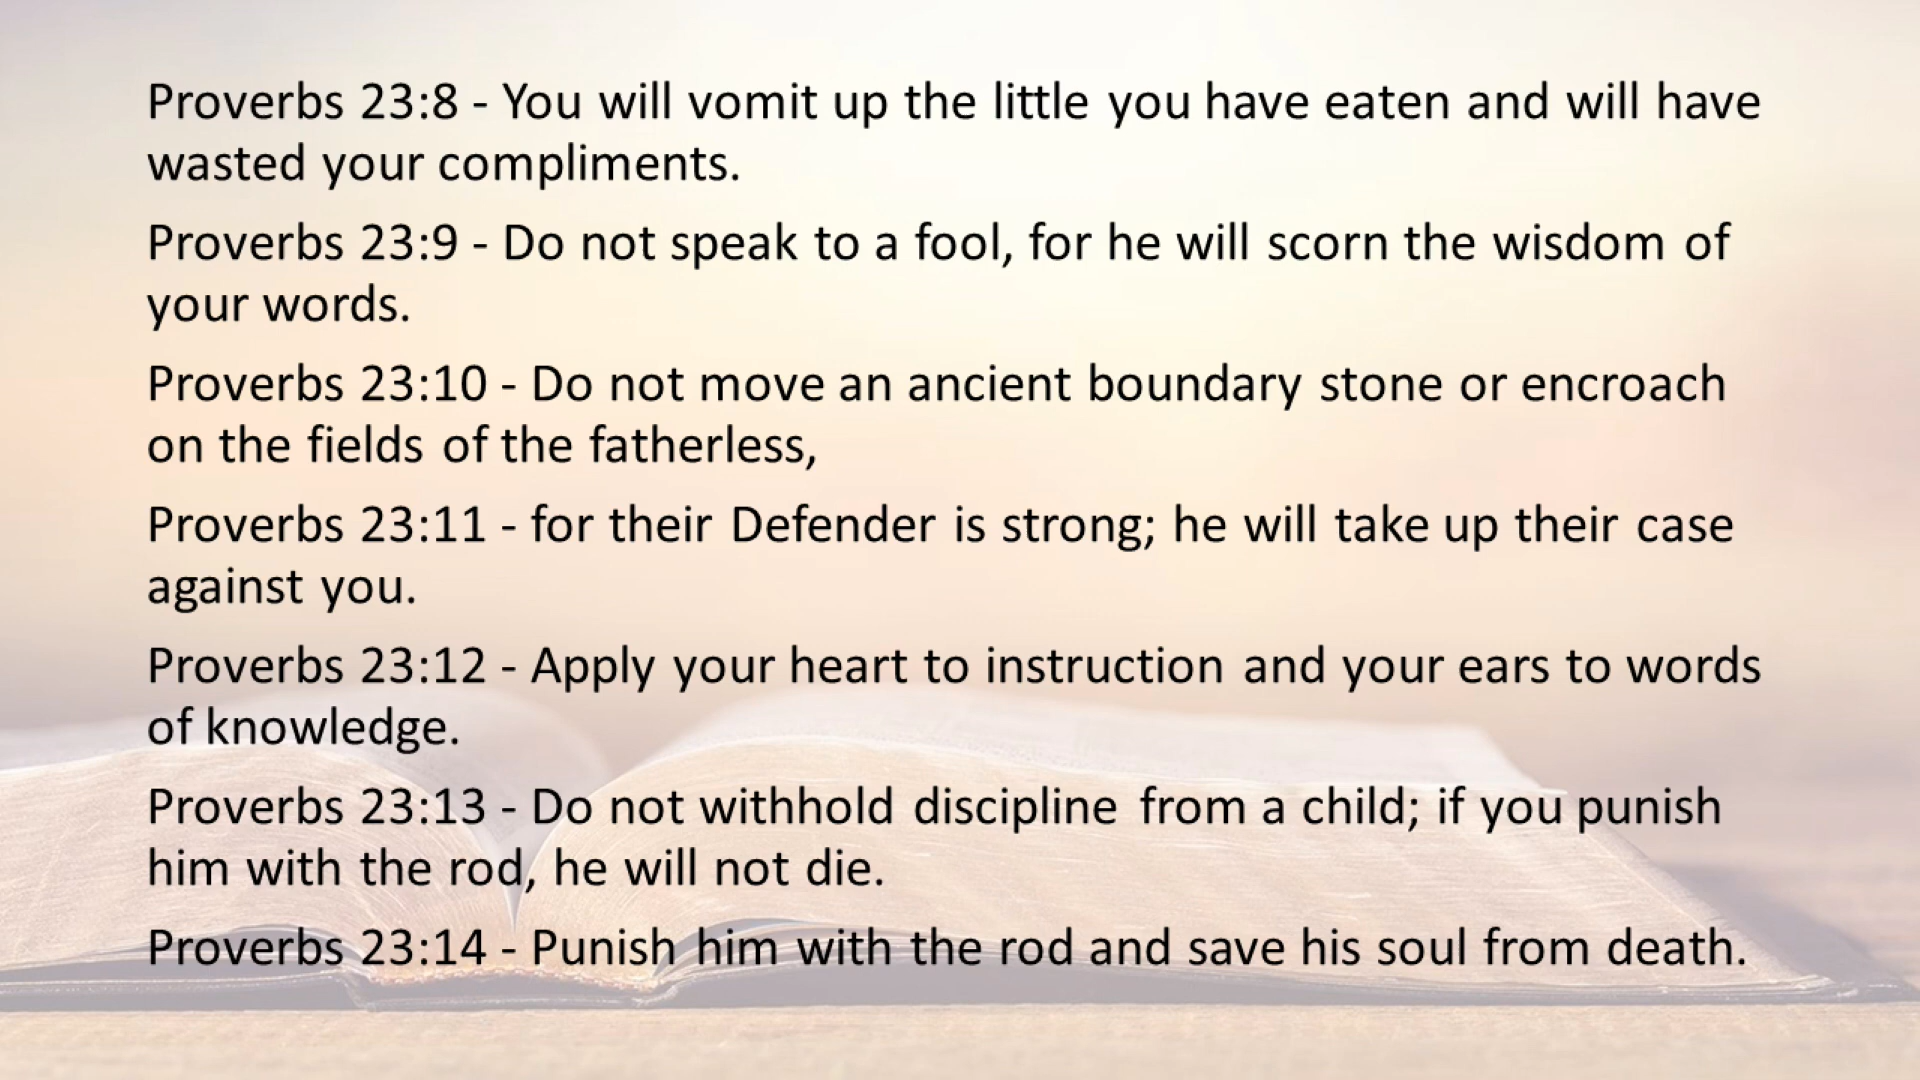 Proverbs 23:8 - You will vomit up the little you have eaten and will have
wasted your compliments.
Proverbs 23:9 - Do not speak to a fool, for he will scorn the wisdom of
your words.
Proverbs 23:10 - Do not move an ancient boundary stone or encroach
on the fields of the fatherless,
Proverbs 23:11 - for their Defender is strong; he will take up their case
against you.
Proverbs 23:12 - Apply your heart to instruction and your ears to words
of knowledge.
Proverbs 23:13 - Do not withhold discipline from a child; if you punish
him with the rod, he will not die.
Proverbs 23:14 - Punish him with the rod and save his soul from death.